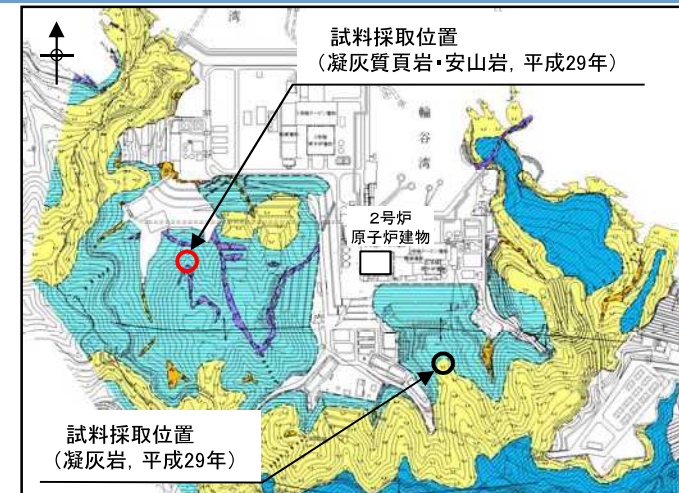 試料採取位置
(凝灰質頁岩・安山岩, 平成29年)
輪
谷
湾
2号炉
原子炉建物
試料採取位置
(凝灰岩, 平成29年)